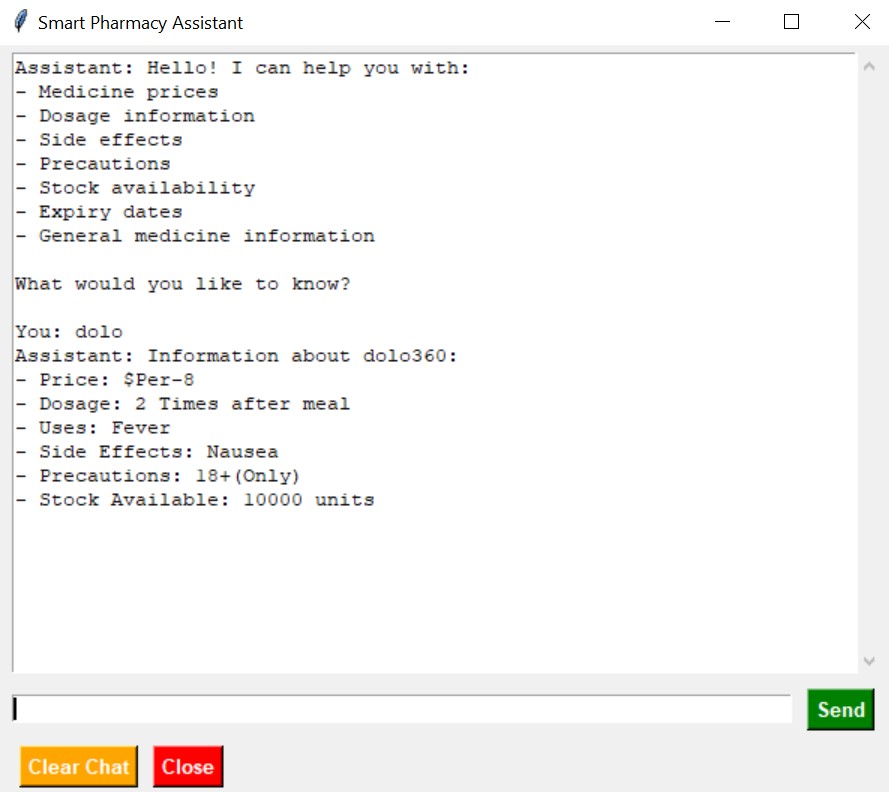 Smart Pharmacy Assistant
Assistant: Hello! I can help you with:
- Medicine prices
- Dosage information
- Side effects
- Precautions
- Stock availability
- Expiry dates
- General medicine information
What would you like to know?
You: dolo
Assistant: Information about dolo360:
- Price: $Per-8
- Dosage: 2 Times after meal
- Uses: Fever
- Side Effects: Nausea
- Precautions: 18+(Only)
- Stock Available: 10000 units
Send
Clear Chat Close